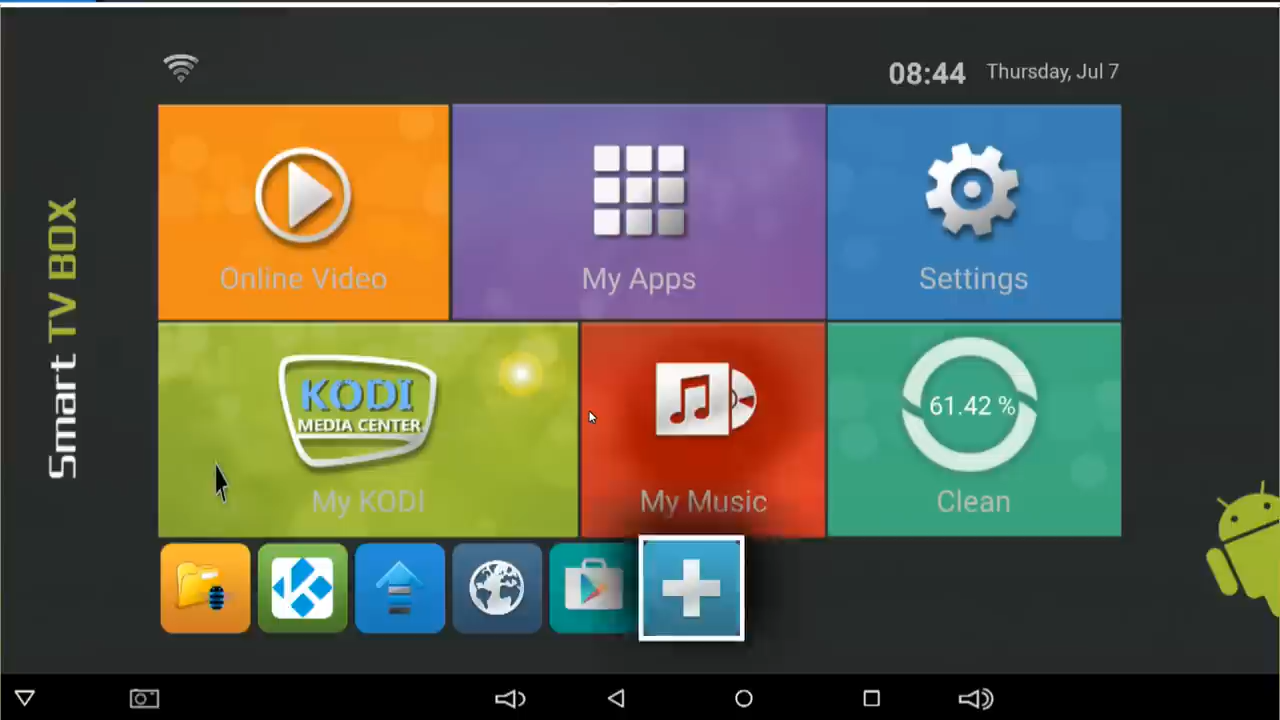 08:44 Thursday, Jul 7
Smart TV BOX
Online Video
My Apps
Settings
KODI
MEDIA CENTER
My KODI
My Music
61.42 %
Clean